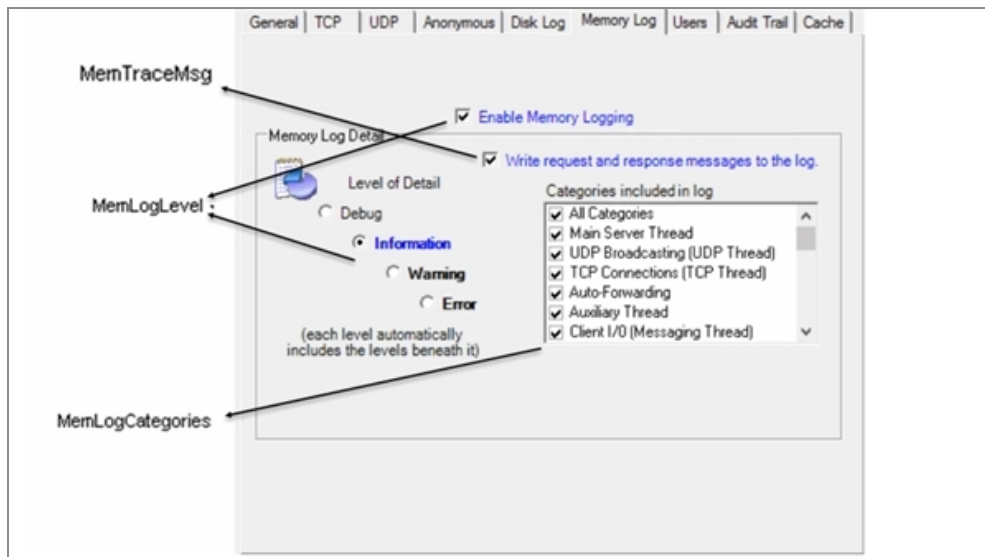 General TCP UDP Anonymous Disk Log Memory Log Users Audit Trail Cache
MemTraceMsg
Enable Memory Logging
Memory Log Detail
Write request and response messages to the log.
Level of Detail
Categories included in log
MemLogLevel :
Debug
All Categories
Main Server Thread
Information
UDP Broadcasting (UDP Thread)
Warning
TCP Connections (TCP Thread)
Auto-Forwarding
Error
Auxiliary Thread
(each level automatically
includes the levels beneath it)
Client I/0 (Messaging Thread)
MemLogCategories